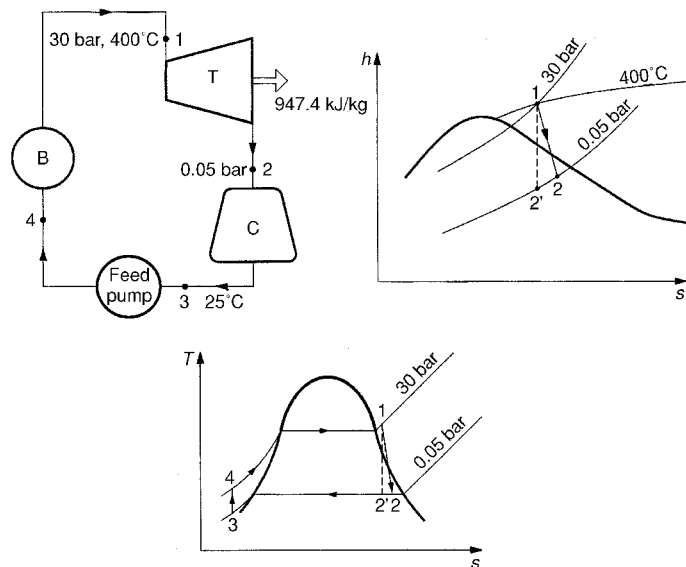 30 bar, 400°C 1
T
947.4 kJ/kg
B
0.05 bar 2
C
4
Feed
pump
3 25°C
h
30 bar
400°C
1
0.05 bar
2' 2
s
T
30 bar
1
0.05 bar
4
3
2' 2
s